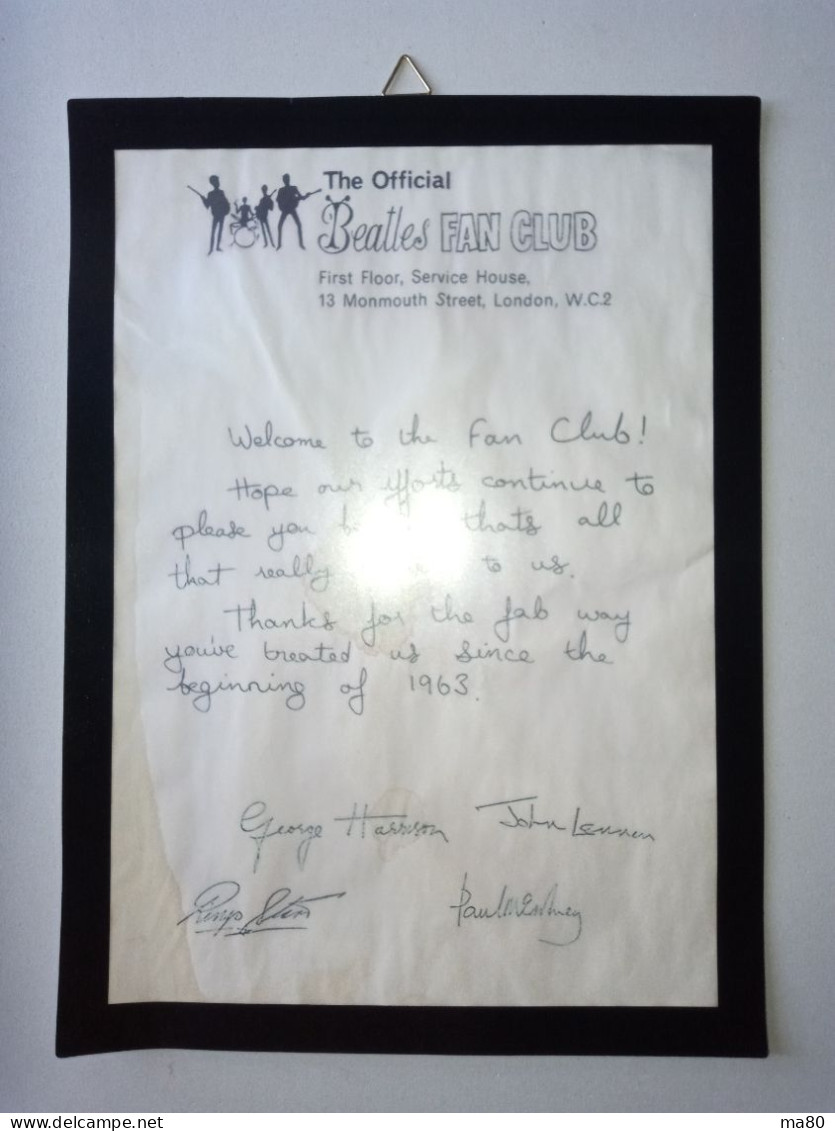 The Official
Beatles FAN CLUB
First Floor, Service House,
13 Monmouth Street, London, W.C.2
Welcome to the Fan Club!
Hope our efforts continue to
please you thats all
that really to us.
Thanks for the fab way
you've treated us since the
beginning of 1963.
George Harrison John Lennon
Ringo Starr Paul McCartney
delcampe.net
ma80